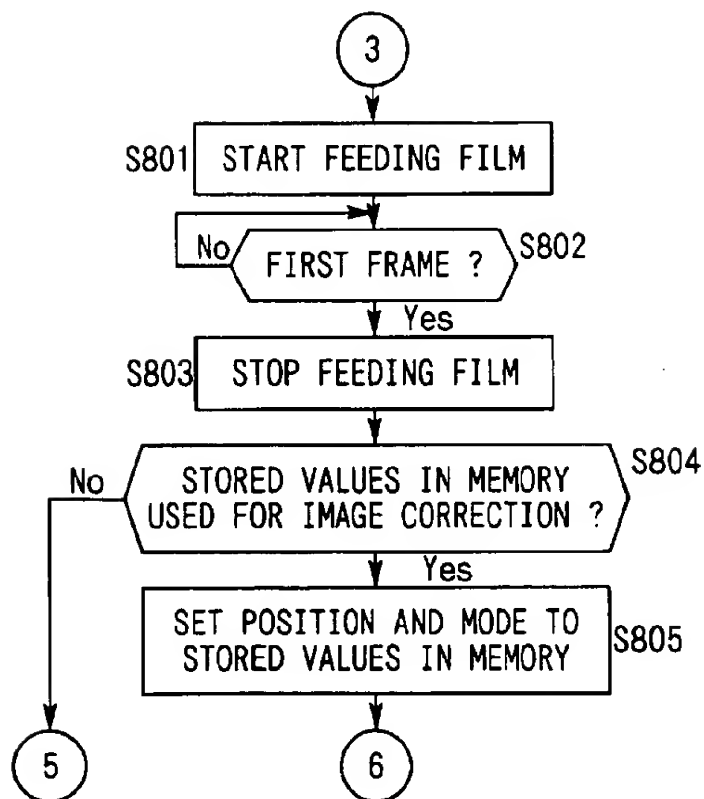 3
S801 START FEEDING FILM
No FIRST FRAME ? S802
Yes
S803 STOP FEEDING FILM
No STORED VALUES IN MEMORY S804
USED FOR IMAGE CORRECTION ?
Yes
SET POSITION AND MODE TO
STORED VALUES IN MEMORY S805
5 6